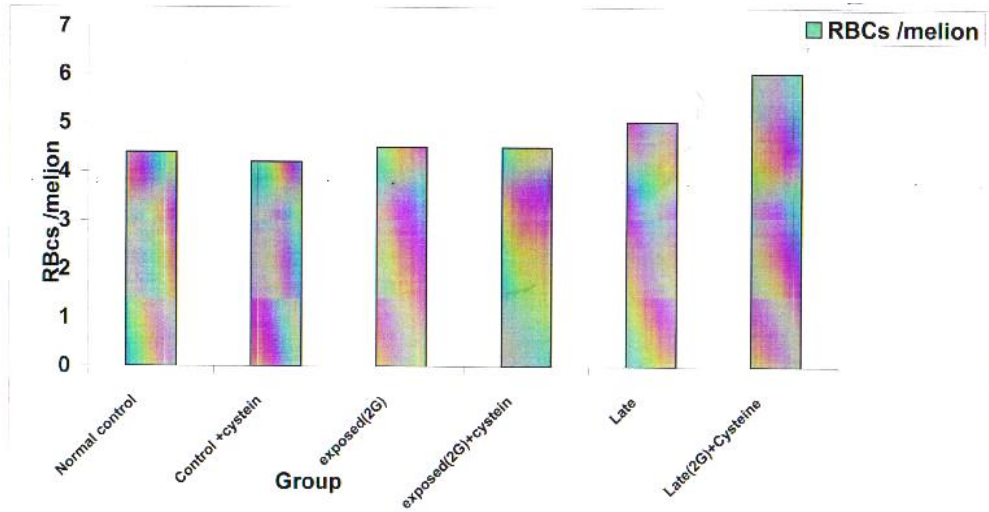 RBCs /melion
7
6
5
4
3
2
1
0
RBcs /melion
Normal control
Control +cystein
exposed(2G)
exposed(2G)+cystein
Late
Late(2G)+Cysteine
Group